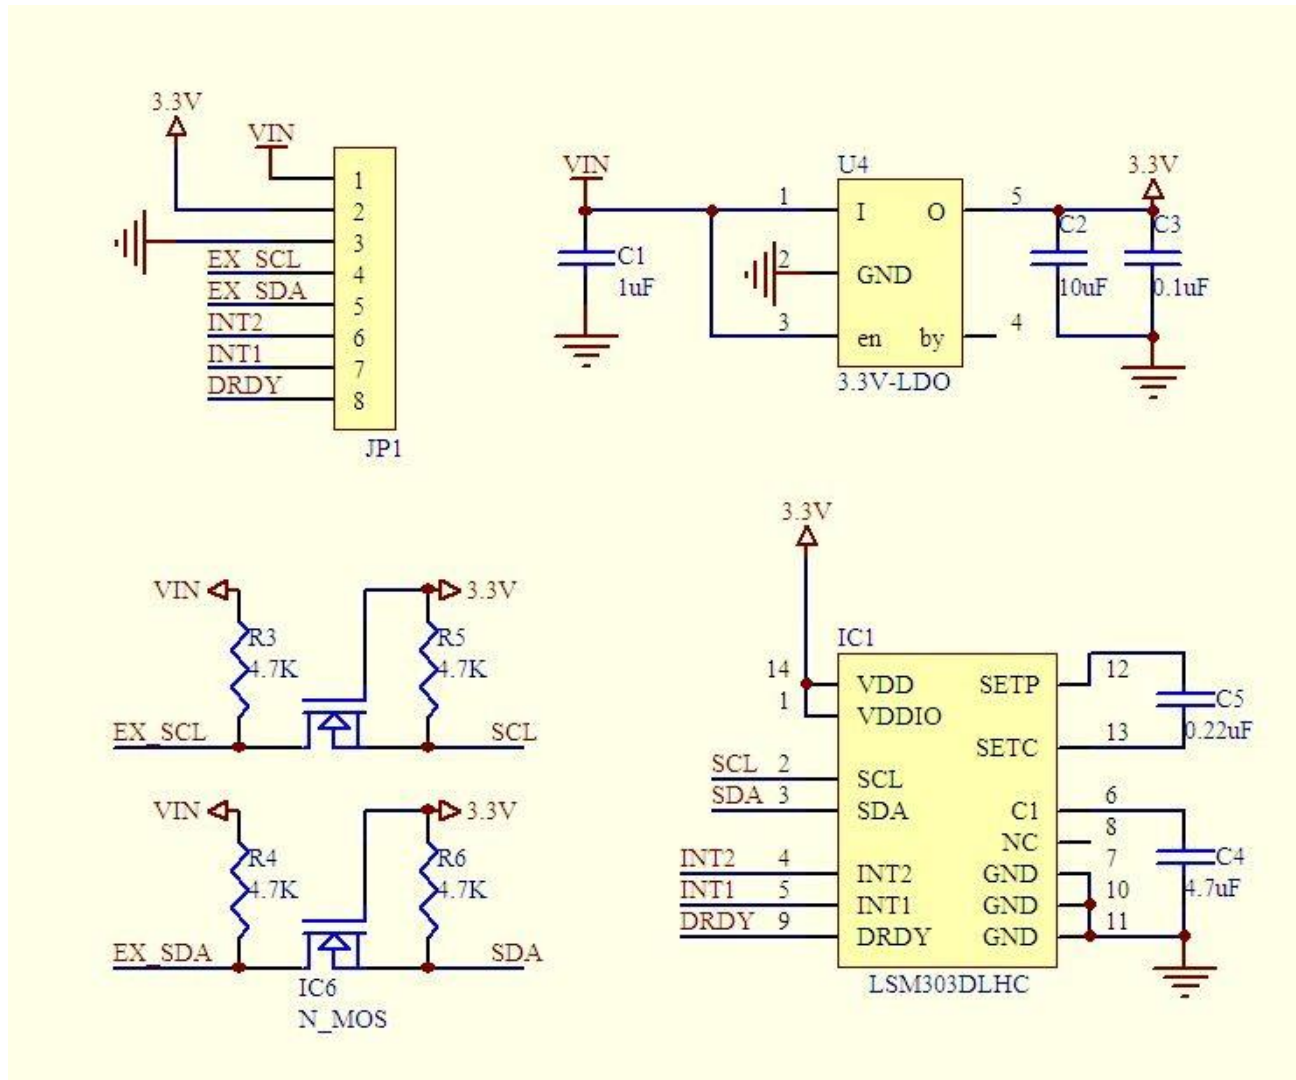 3.3V
VIN
1
2
3
EX_SCL
4
EX_SDA
5
INT2
6
INT1
7
DRDY
8
JP1
VIN
U4
3.3V
1
I
O
5
C1
1uF
2
GND
C2
10uF
C3
0.1uF
3
en
by
4
3.3V-LDO
VIN
3.3V
R3
4.7K
R5
4.7K
EX_SCL
SCL
VIN
3.3V
R4
4.7K
R6
4.7K
EX_SDA
SDA
IC6
N_MOS
3.3V
IC1
14
VDD
SETP
12
1
VDDIO
C5
0.22uF
SETC
13
SCL
2
SCL
SDA
3
SDA
C1
6
NC
8
INT2
4
INT2
GND
7
C4
4.7uF
INT1
5
INT1
GND
10
DRDY
9
DRDY
GND
11
LSM303DLHC